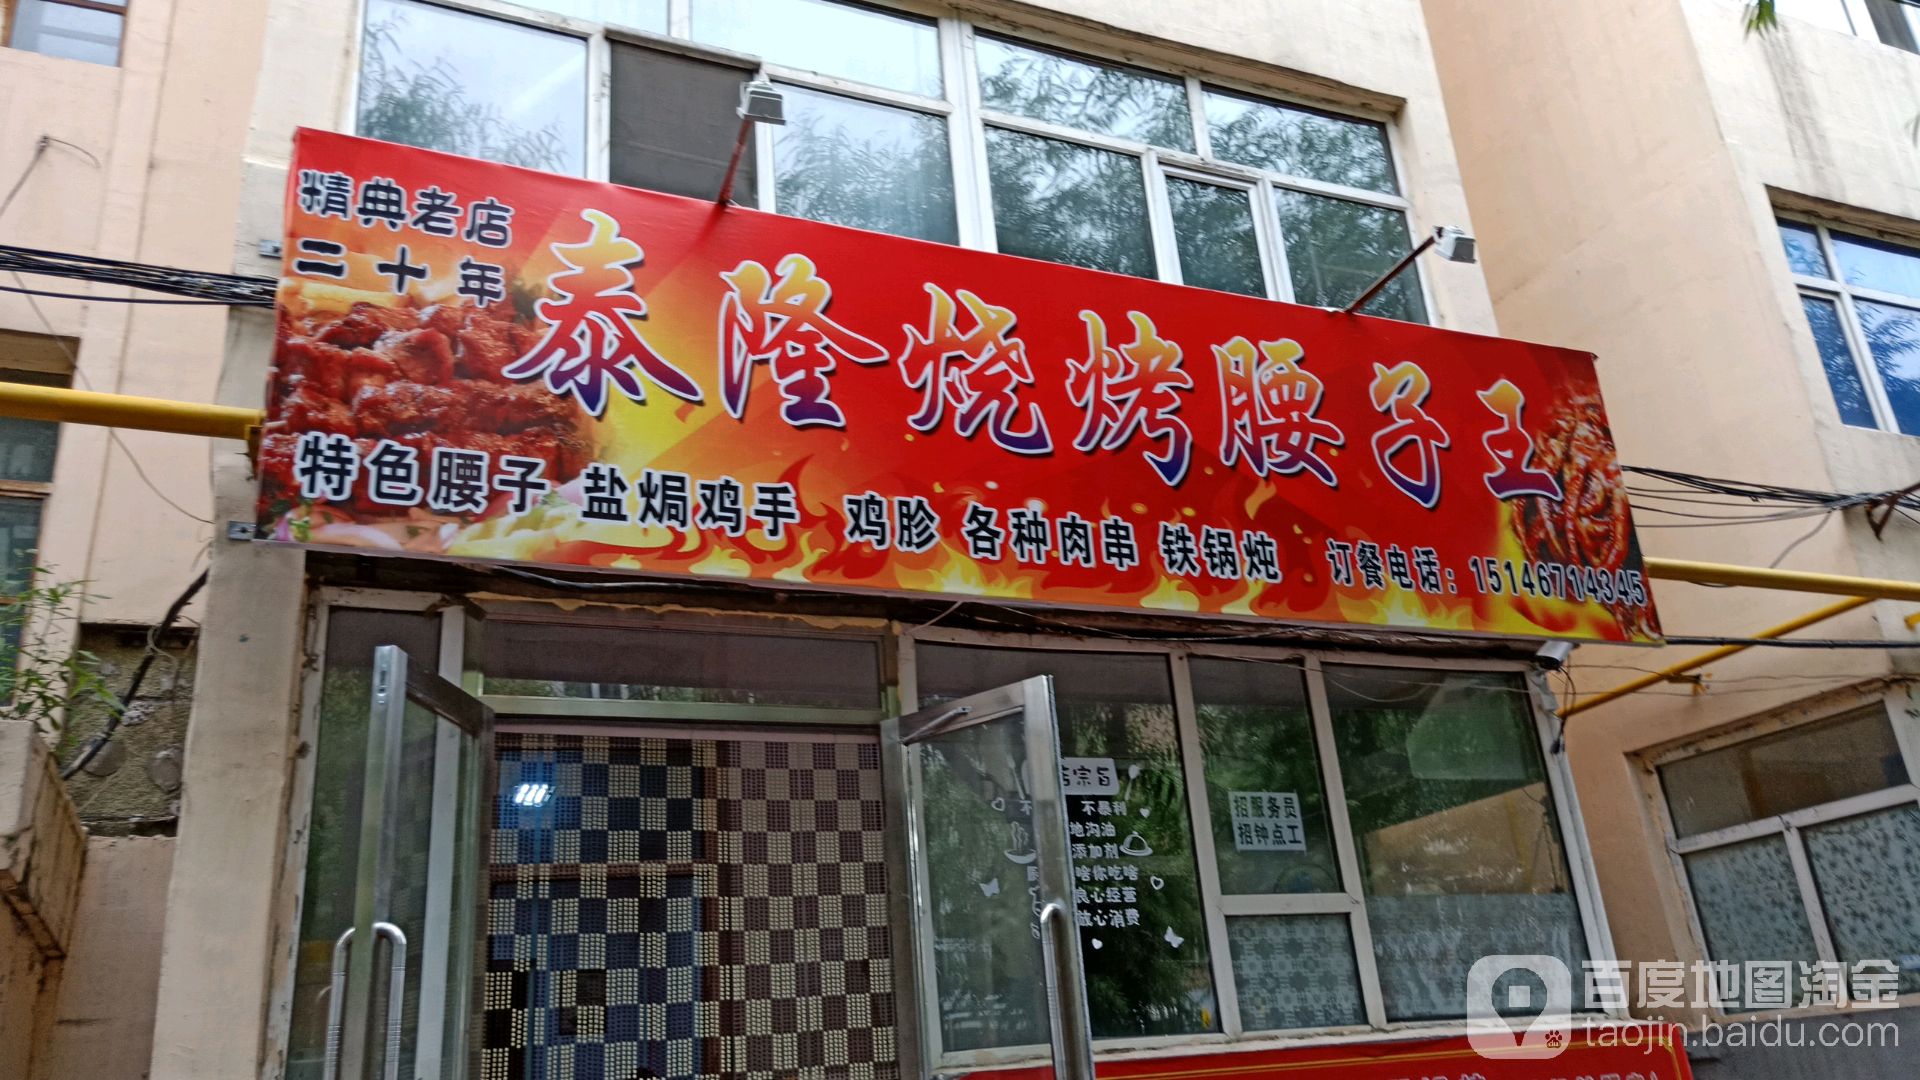 精典老店
二十年
泰隆烧烤腰子王
特色腰子 盐焗鸡手 鸡胗 各种肉串 铁锅炖 订餐电话：15146714345
宗旨
不暴利
地沟油
添加剂
啥你吃啥
良心经营
放心消费
招服务员
招钟点工
百度地图淘金
taojin.baidu.com